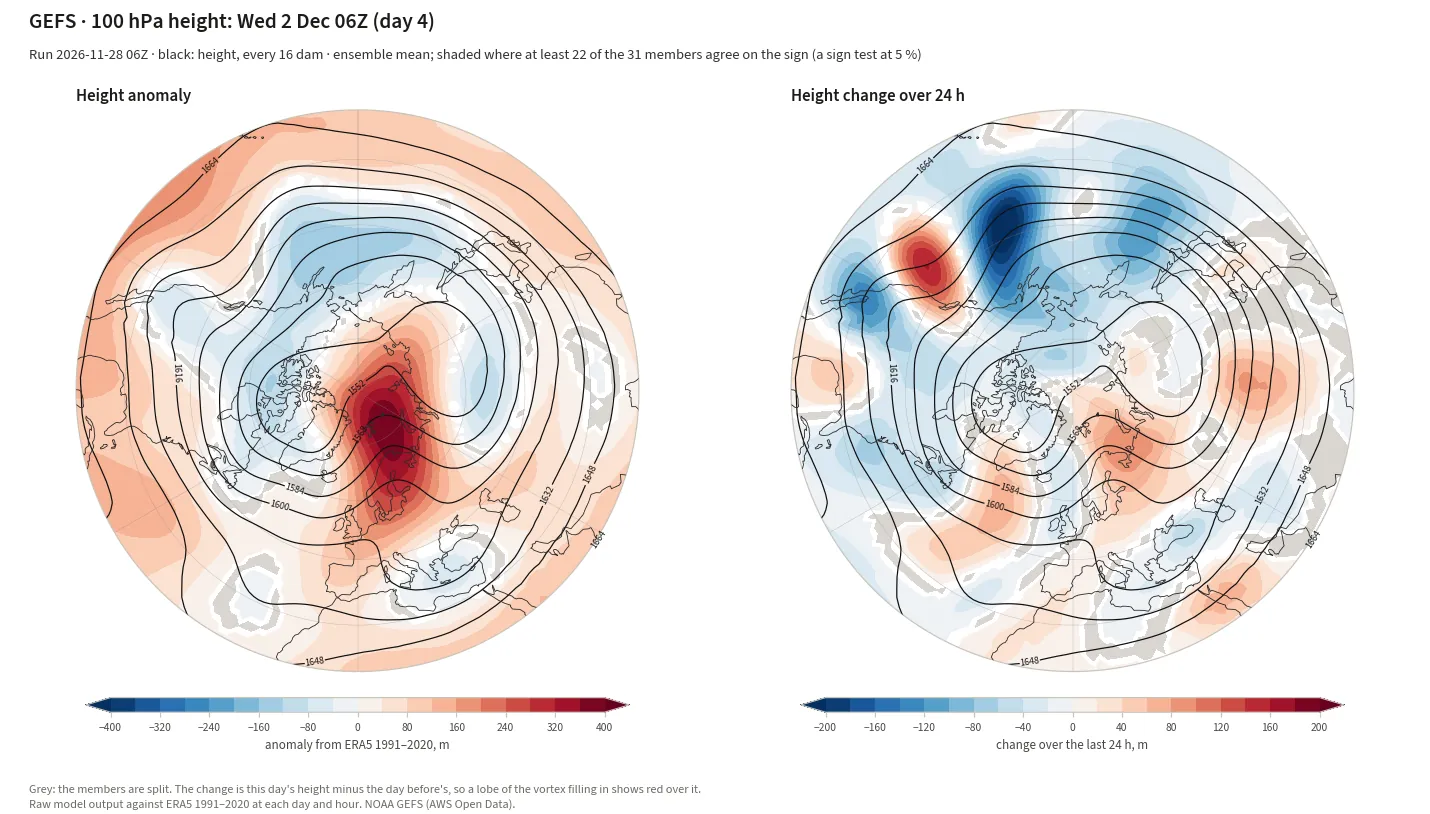 GEFS · 100 hPa height: Wed 2 Dec 06Z (day 4)
Run 2026-11-28 06Z · black: height, every 16 dam · ensemble mean; shaded where at least 22 of the 31 members agree on the sign (a sign test at 5 %)
Height anomaly
Height change over 24 h
1664
1616
1552
1568
1584
1600
1632
1648
1664
1648
1664
1616
1552
1568
1584
1600
1632
1648
1664
1648
−400 −320 −240 −160 −80 0 80 160 240 320 400
anomaly from ERA5 1991–2020, m
−200 −160 −120 −80 −40 0 40 80 120 160 200
change over the last 24 h, m
Grey: the members are split. The change is this day's height minus the day before's, so a lobe of the vortex filling in shows red over it.
Raw model output against ERA5 1991–2020 at each day and hour. NOAA GEFS (AWS Open Data).